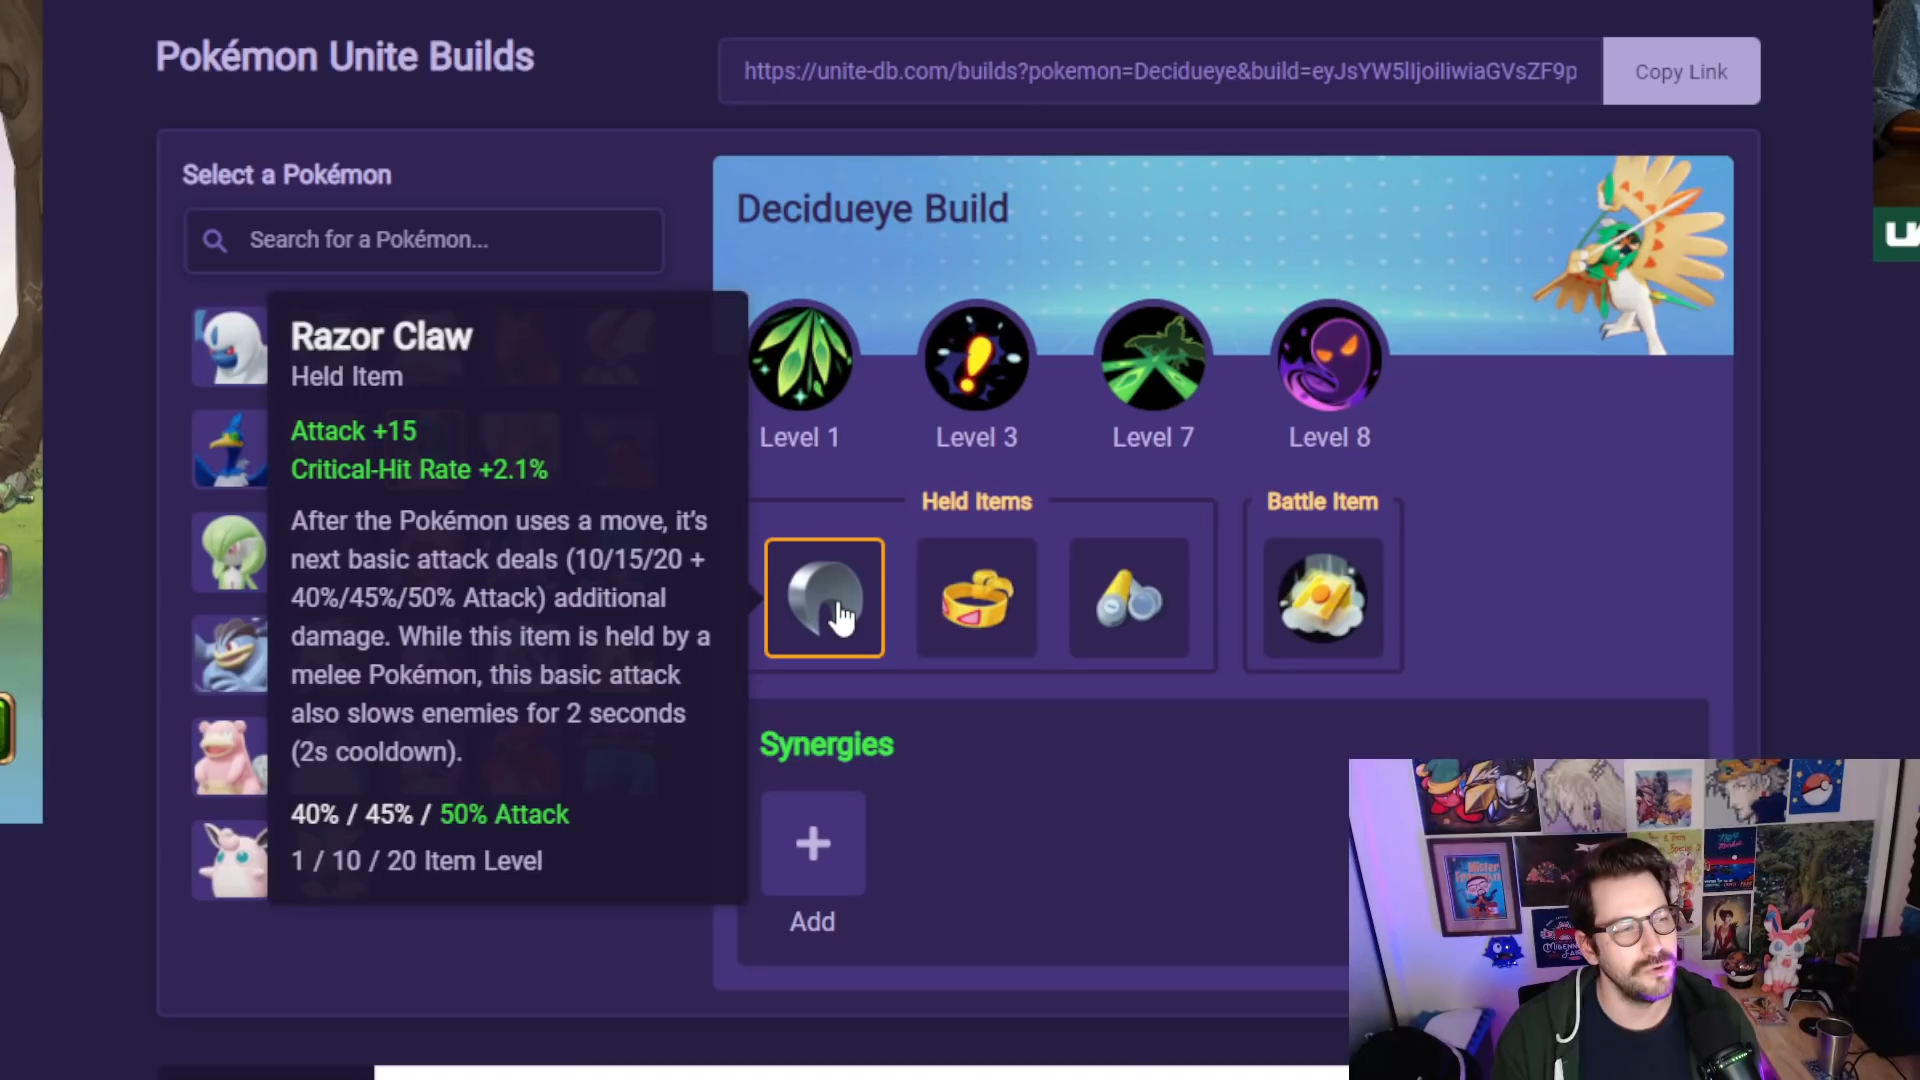 Pokémon Unite Builds
https://unite-db.com/builds?pokemon=Decidueye&build=eyJsYW5lIjoiIiwiaGVsZF9p
Copy Link
Select a Pokémon
Search for a Pokémon...
Decidueye Build
Razor Claw
Held Item
Attack +15
Critical-Hit Rate +2.1%
After the Pokémon uses a move, it's
next basic attack deals (10/15/20 +
40%/45%/50% Attack) additional
damage. While this item is held by a
melee Pokémon, this basic attack
also slows enemies for 2 seconds
(2s cooldown).
40% / 45% / 50% Attack
1 / 10 / 20 Item Level
Level 1
Level 3
Level 7
Level 8
Held Items
Battle Item
Synergies
+
Add
Mister